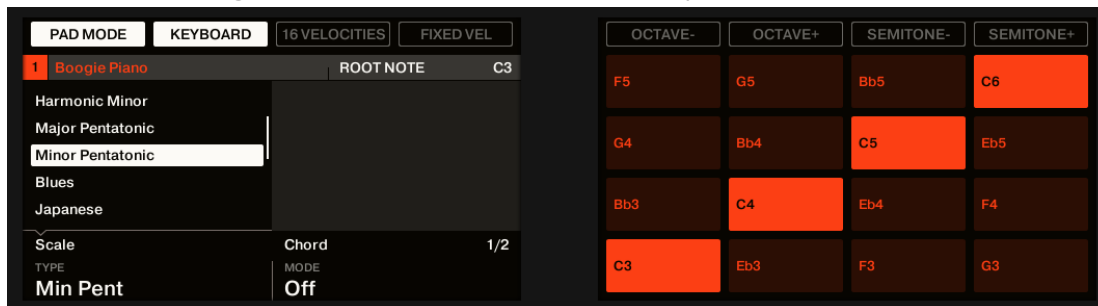 PAD MODE KEYBOARD 16 VELOCITIES FIXED VEL OCTAVE- OCTAVE+ SEMITONE- SEMITONE+
1 Boogie Piano ROOT NOTE C3
Harmonic Minor
Major Pentatonic
Minor Pentatonic
Blues
Japanese
Scale Chord 1/2
TYPE MODE
Min Pent Off
F5 G5 Bb5 C6
G4 Bb4 C5 Eb5
Bb3 C4 Eb4 F4
C3 Eb3 F3 G3